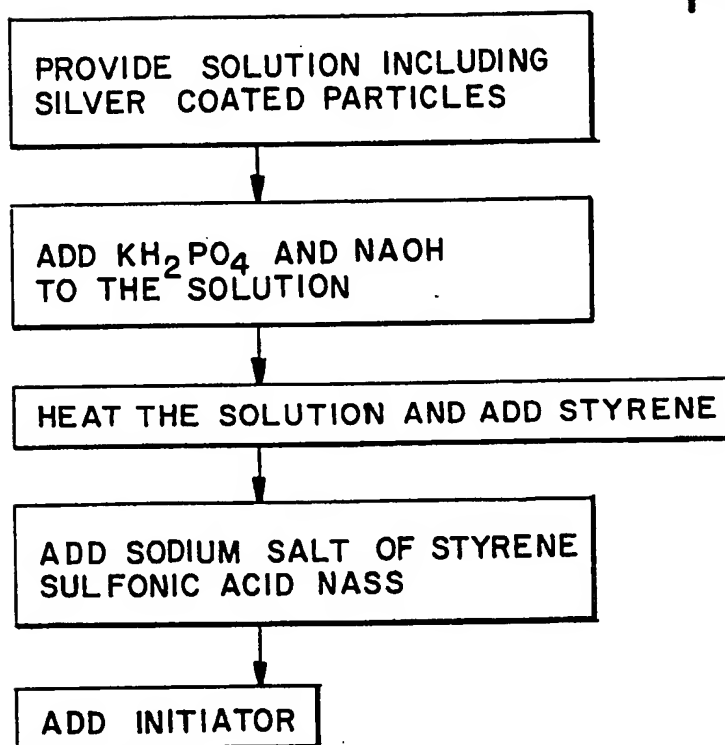 PROVIDE SOLUTION INCLUDING
SILVER COATED PARTICLES
ADD KH2PO4 AND NAOH
TO THE SOLUTION
HEAT THE SOLUTION AND ADD STYRENE
ADD SODIUM SALT OF STYRENE
SULFONIC ACID NASS
ADD INITIATOR